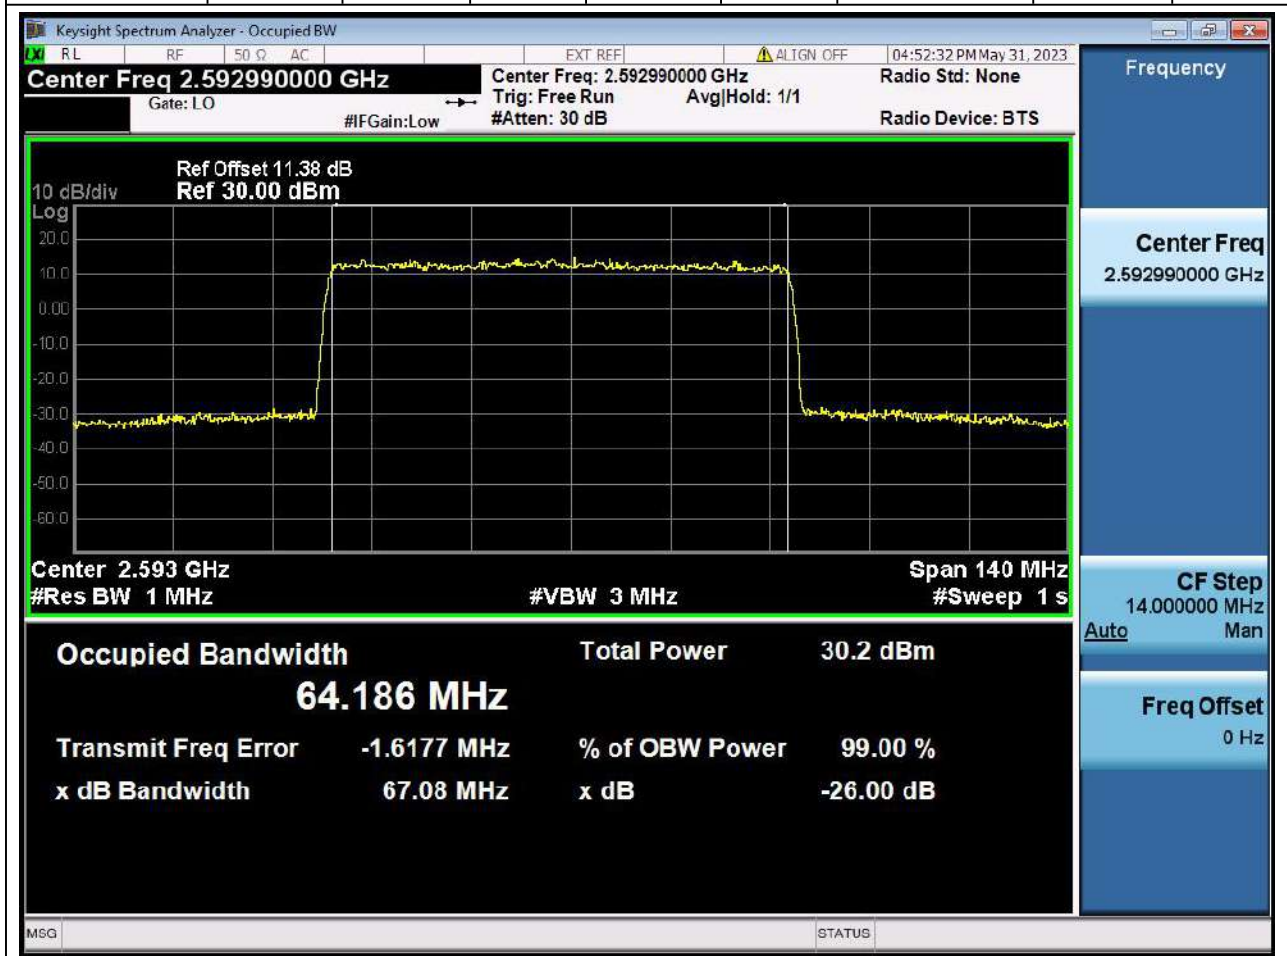 Keysight Spectrum Analyzer - Occupied BW
LXI RL RF 50 Ω AC EXT REF ALIGN OFF 04:52:32 PM May 31, 2023
Center Freq 2.592990000 GHz Center Freq: 2.592990000 GHz Radio Std: None
Gate: LO Trig: Free Run Avg|Hold: 1/1
#IFGain:Low #Atten: 30 dB Radio Device: BTS
Ref Offset 11.38 dB
10 dB/div Ref 30.00 dBm
Log
20.0
10.0
0.00
-10.0
-20.0
-30.0
-40.0
-50.0
-60.0
Center 2.593 GHz Span 140 MHz
#Res BW 1 MHz #VBW 3 MHz #Sweep 1 s
Occupied Bandwidth Total Power 30.2 dBm
64.186 MHz
Transmit Freq Error -1.6177 MHz % of OBW Power 99.00 %
x dB Bandwidth 67.08 MHz x dB -26.00 dB
MSG STATUS
Frequency
Center Freq
2.592990000 GHz
CF Step
14.000000 MHz
Auto Man
Freq Offset
0 Hz